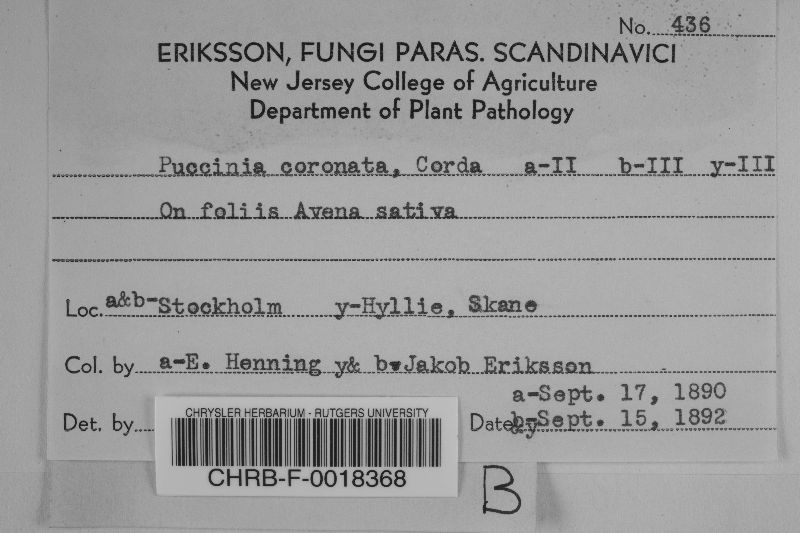 No. 436
ERIKSSON, FUNGI PARAS. SCANDINAVICI
New Jersey College of Agriculture
Department of Plant Pathology
Puccinia coronata, Corda a-II b-III y-III
On foliis Avena sativa
Loc. a&b-Stockholm y-Hyllie, Skane
Col. by a-E. Henning y& b-Jakob Eriksson
a-Sept. 17, 1890
Det. by Date b-Sept. 15, 1892
&y
CHRYSLER HERBARIUM - RUTGERS UNIVERSITY
CHRB-F-0018368
B